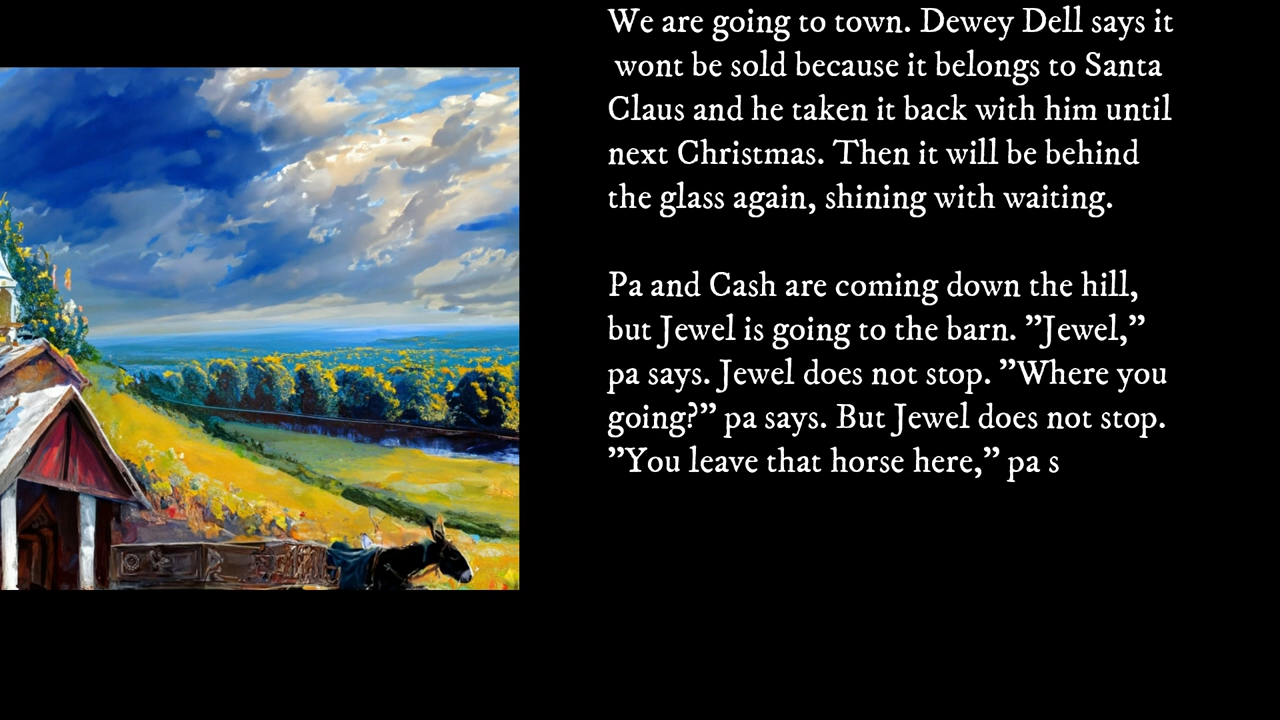 We are going to town. Dewey Dell says it
wont be sold because it belongs to Santa
Claus and he taken it back with him until
next Christmas. Then it will be behind
the glass again, shining with waiting.
Pa and Cash are coming down the hill,
but Jewel is going to the barn. ”Jewel,”
pa says. Jewel does not stop. ”Where you
going?” pa says. But Jewel does not stop.
”You leave that horse here,” pa s